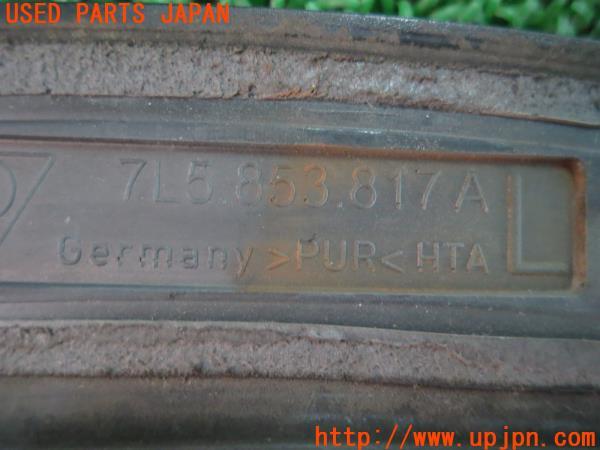 USED PARTS JAPAN
7L5.853.817A
L
Germany >PUR< HTA
http://www.upjpn.com